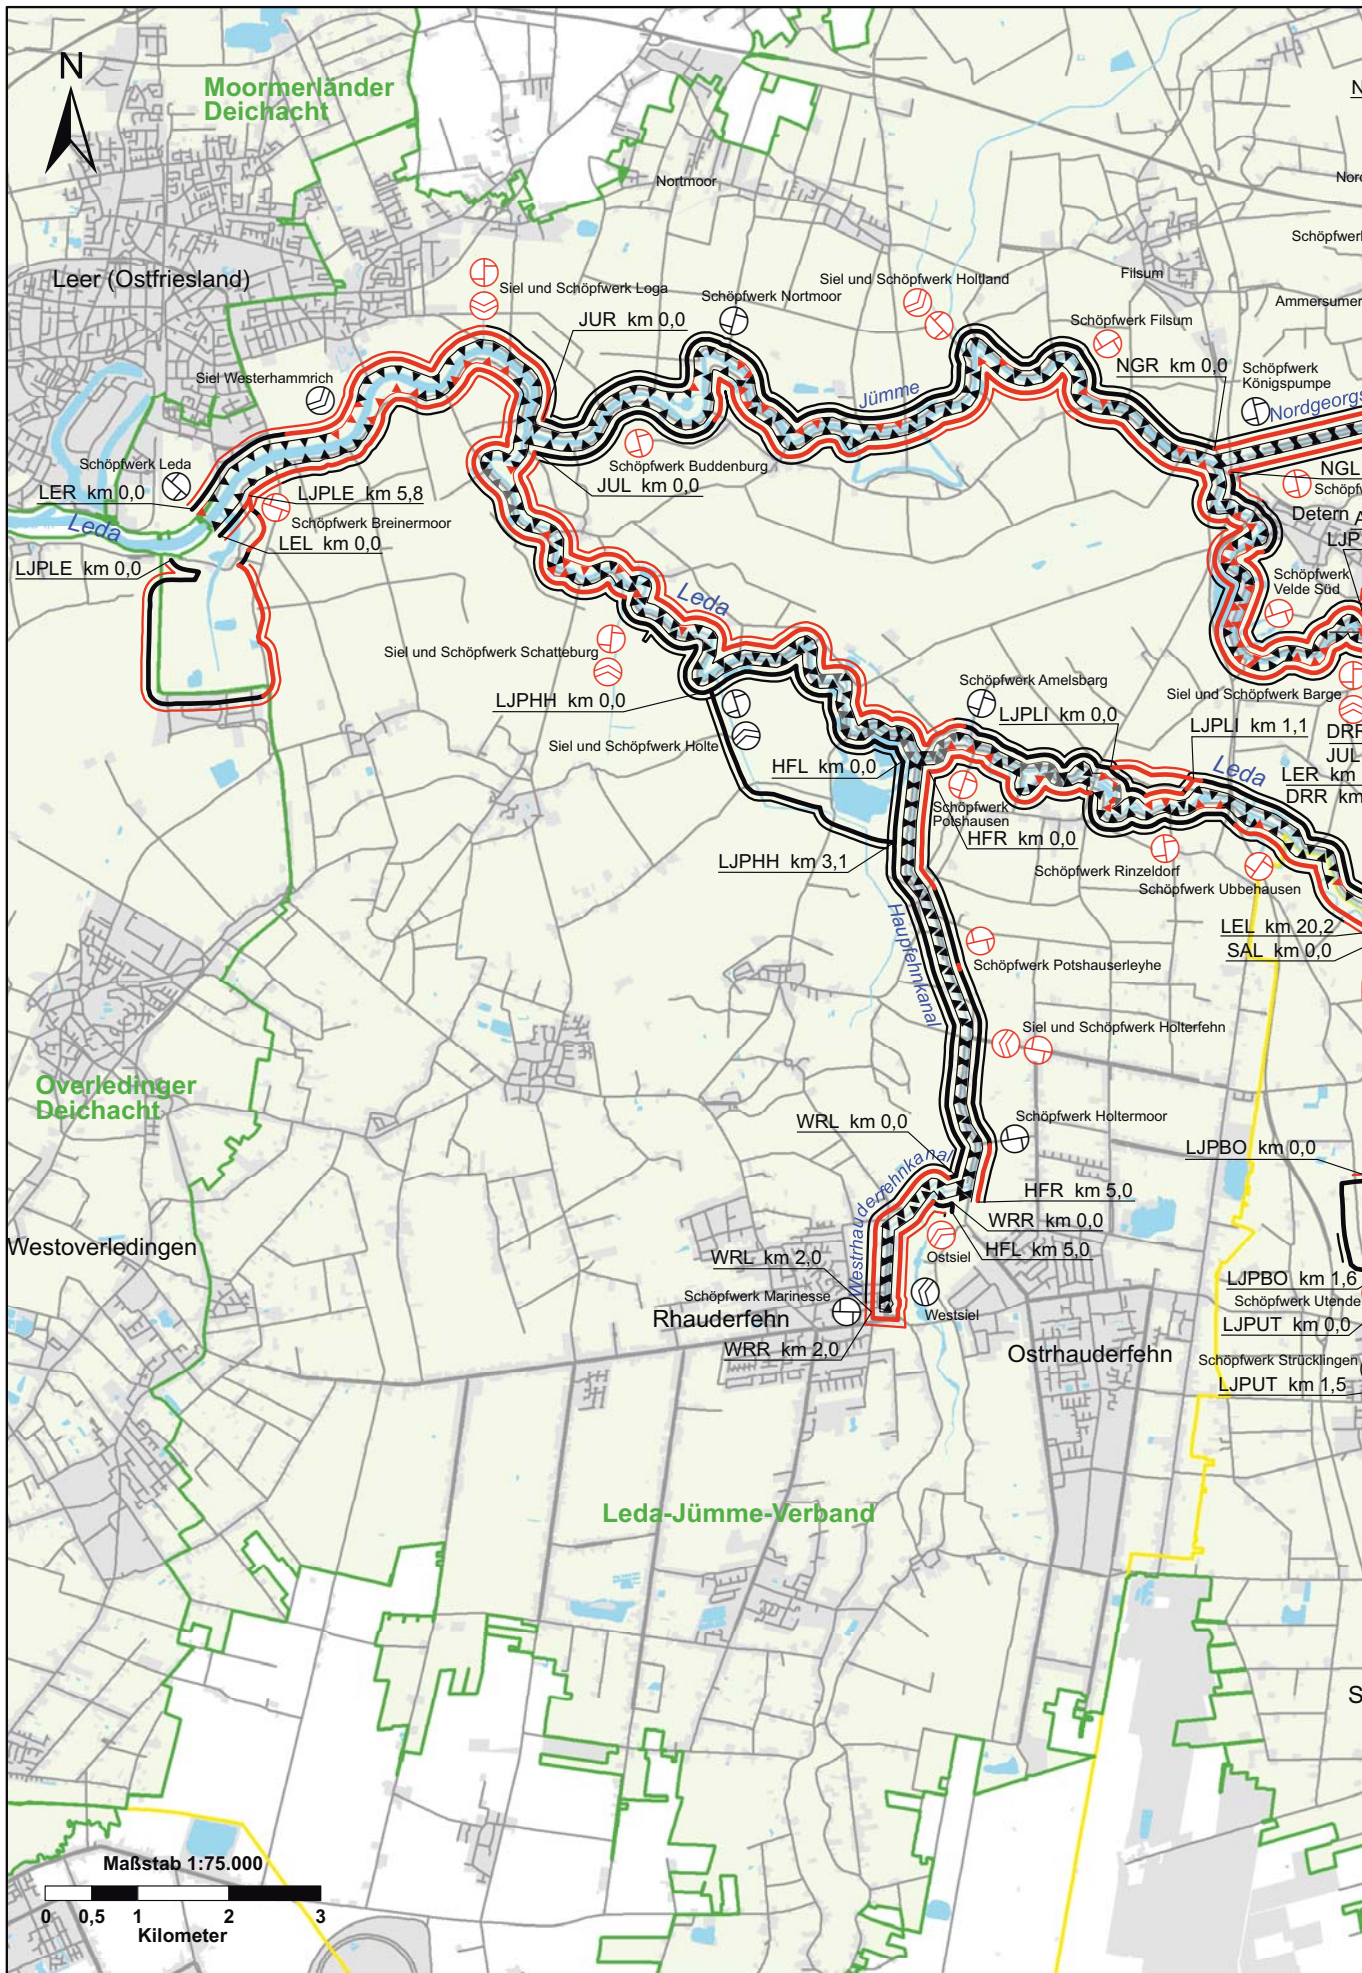 N
Moormerländer
Deichacht
N
Nortmoor
Schöpfwerk
Leer (Ostfriesland)
Filsum
Siel und Schöpfwerk Loga
Schöpfwerk Nortmoor
Siel und Schöpfwerk Holtland
Ammersumer
Schöpfwerk Filsum
JUR km 0,0
NGR km 0,0
Schöpfwerk
Königspumpe
Siel Westerhammrich
Jümme
Nordgeorgs
Schöpfwerk Leda
Schöpfwerk Buddenburg
JUL km 0,0
NGL
LER km 0,0
LJPLE km 5,8
Leda
Schöpfwerk Breinermoor
LEL km 0,0
Detern
LJPLE km 0,0
LJP
Schöpfwerk
Velde Süd
Leda
Siel und Schöpfwerk Schatteburg
Schöpfwerk Amelsbarg
Siel und Schöpfwerk Barge
LJPHH km 0,0
LJPLI km 0,0
LJPLI km 1,1
DRR
Siel und Schöpfwerk Holte
JUL
HFL km 0,0
Leda
LER km
DRR km
Schöpfwerk
Potshausen
HFR km 0,0
LJPHH km 3,1
Schöpfwerk Rinzeldorf
Schöpfwerk Ubbehausen
Hauptfehnkanal
LEL km 20,2
SAL km 0,0
Schöpfwerk Potshauserleyhe
Siel und Schöpfwerk Holterfehn
Overledinger
Deichacht
WRL km 0,0
Schöpfwerk Holtermoor
LJPBO km 0,0
Westrhauderfehnkanal
HFR km 5,0
WRR km 0,0
Westoverledingen
HFL km 5,0
Ostsiel
WRL km 2,0
LJPBO km 1,6
Schöpfwerk Marinesse
Schöpfwerk Utende
Rhauderfehn
Westsiel
LJPUT km 0,0
WRR km 2,0
Ostrhauderfehn
Schöpfwerk Strücklingen
LJPUT km 1,5
Leda-Jümme-Verband
S
Maßstab 1:75.000
0 0,5 1 2 3
Kilometer